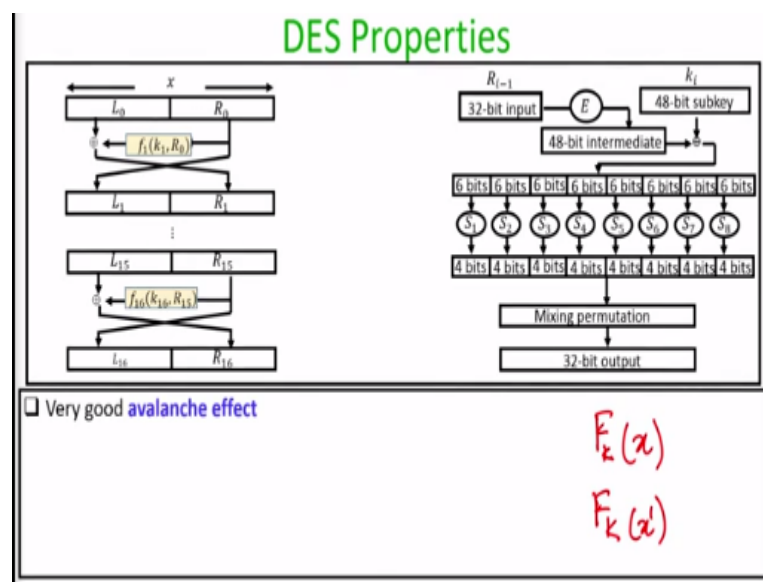 DES Properties
x
L₀ R₀
⊕ f₁(k₁, R₀)
L₁ R₁
⋮
L₁₅ R₁₅
⊕ f₁₆(k₁₆, R₁₅)
L₁₆ R₁₆
Rᵢ₋₁ kᵢ
32-bit input E 48-bit subkey
48-bit intermediate ⊕
6 bits 6 bits 6 bits 6 bits 6 bits 6 bits 6 bits 6 bits
S₁ S₂ S₃ S₄ S₅ S₆ S₇ S₈
4 bits 4 bits 4 bits 4 bits 4 bits 4 bits 4 bits 4 bits
Mixing permutation
32-bit output
❑ Very good avalanche effect
Fₖ(x)
Fₖ(x')